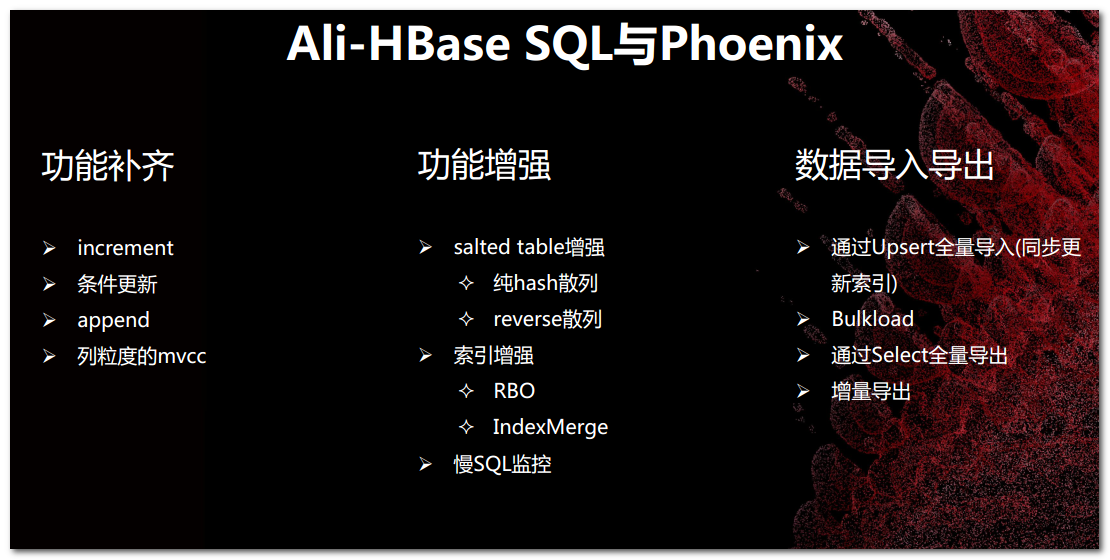 Ali-HBase SQL与Phoenix
功能补齐
increment
条件更新
append
列粒度的mvcc
功能增强
salted table增强
纯hash散列
reverse散列
索引增强
RBO
IndexMerge
慢SQL监控
数据导入导出
通过Upsert全量导入(同步更
新索引)
Bulkload
通过Select全量导出
增量导出